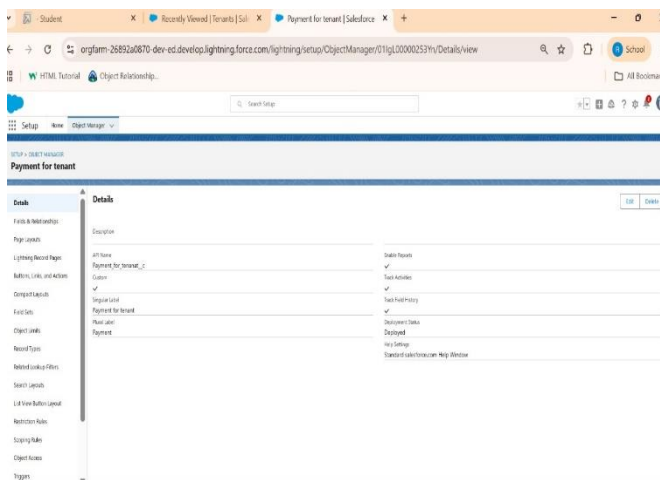 - Student
Recently Viewed | Tenants | Sale
Payment for tenant | Salesforce
orgfarm-26892a0870-dev-ed.develop.lightning.force.com/lightning/setup/ObjectManager/01IgL00000253Yn/Details/view
School
HTML Tutorial
Object Relationship...
All Bookmar
Search Setup
Setup
Home
Object Manager
SETUP > OBJECT MANAGER
Payment for tenant
Details
Fields & Relationships
Page Layouts
Lightning Record Pages
Buttons, Links, and Actions
Compact Layouts
Field Sets
Object Limits
Record Types
Related Lookup Filters
Search Layouts
List View Button Layout
Restriction Rules
Scoping Rules
Object Access
Triggers
Details
Edit
Delete
Description
API Name
Payment_for_tenanat__c
Custom
Singular Label
Payment for tenant
Plural Label
Payment
Enable Reports
Track Activities
Track Field History
Deployment Status
Deployed
Help Settings
Standard salesforce.com Help Window